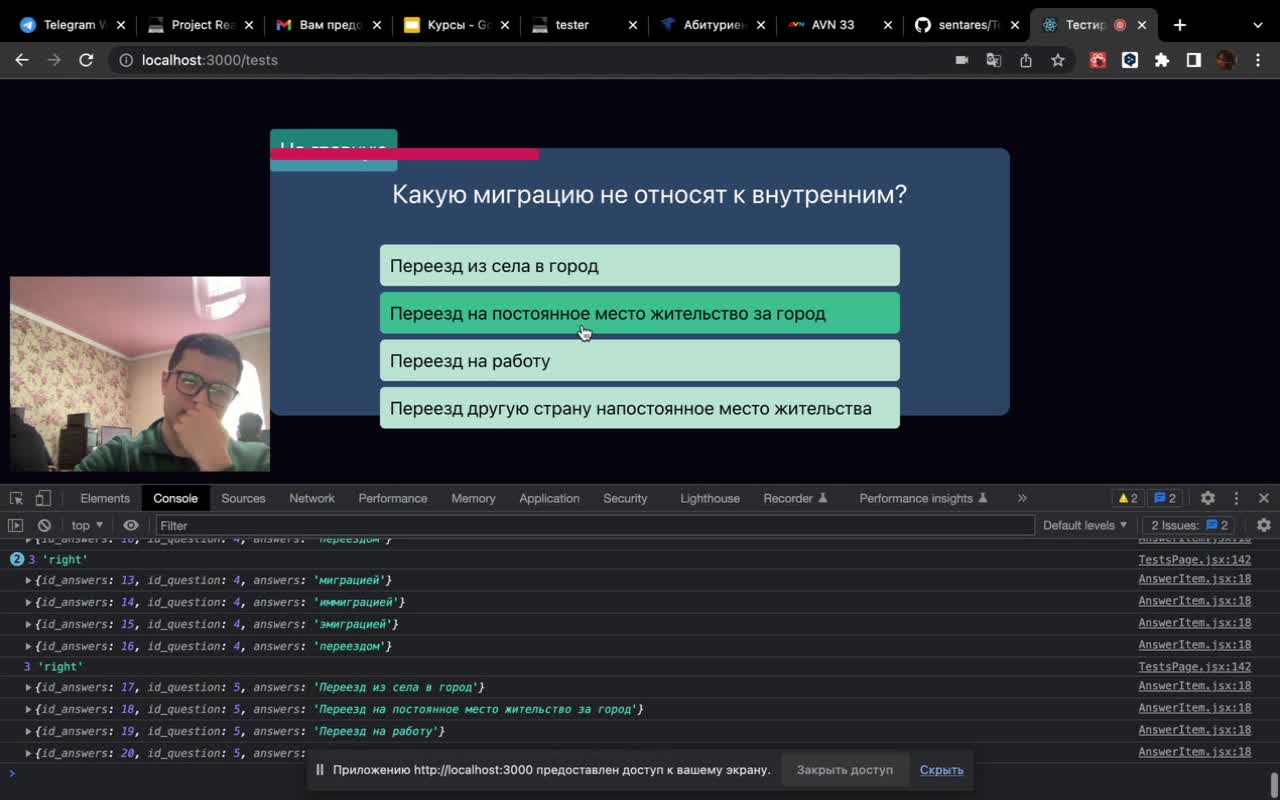 Telegram W
Project Rea
Вам предо
Курсы - Go
tester
Абитуриен
AVN 33
sentares/Te
Тестир
localhost:3000/tests
Какую миграцию не относят к внутренним?
Переезд из села в город
Переезд на постоянное место жительство за город
Переезд на работу
Переезд другую страну напостоянное место жительства
Elements Console Sources Network Performance Memory Application Security Lighthouse Recorder Performance insights » 2 2
top ▼ Filter Default levels ▼ 2 Issues: 2
{id_answers: 16, id_question: 4, answers: 'переездом'} AnswerItem.jsx:18
2 3 'right' TestsPage.jsx:142
{id_answers: 13, id_question: 4, answers: 'миграцией'} AnswerItem.jsx:18
{id_answers: 14, id_question: 4, answers: 'иммиграцией'} AnswerItem.jsx:18
{id_answers: 15, id_question: 4, answers: 'эмиграцией'} AnswerItem.jsx:18
{id_answers: 16, id_question: 4, answers: 'переездом'} AnswerItem.jsx:18
3 'right' TestsPage.jsx:142
{id_answers: 17, id_question: 5, answers: 'Переезд из села в город'} AnswerItem.jsx:18
{id_answers: 18, id_question: 5, answers: 'Переезд на постоянное место жительство за город'} AnswerItem.jsx:18
{id_answers: 19, id_question: 5, answers: 'Переезд на работу'} AnswerItem.jsx:18
{id_answers: 20, id_question: 5, answers: AnswerItem.jsx:18
Приложению http://localhost:3000 предоставлен доступ к вашему экрану. Закрыть доступ Скрыть